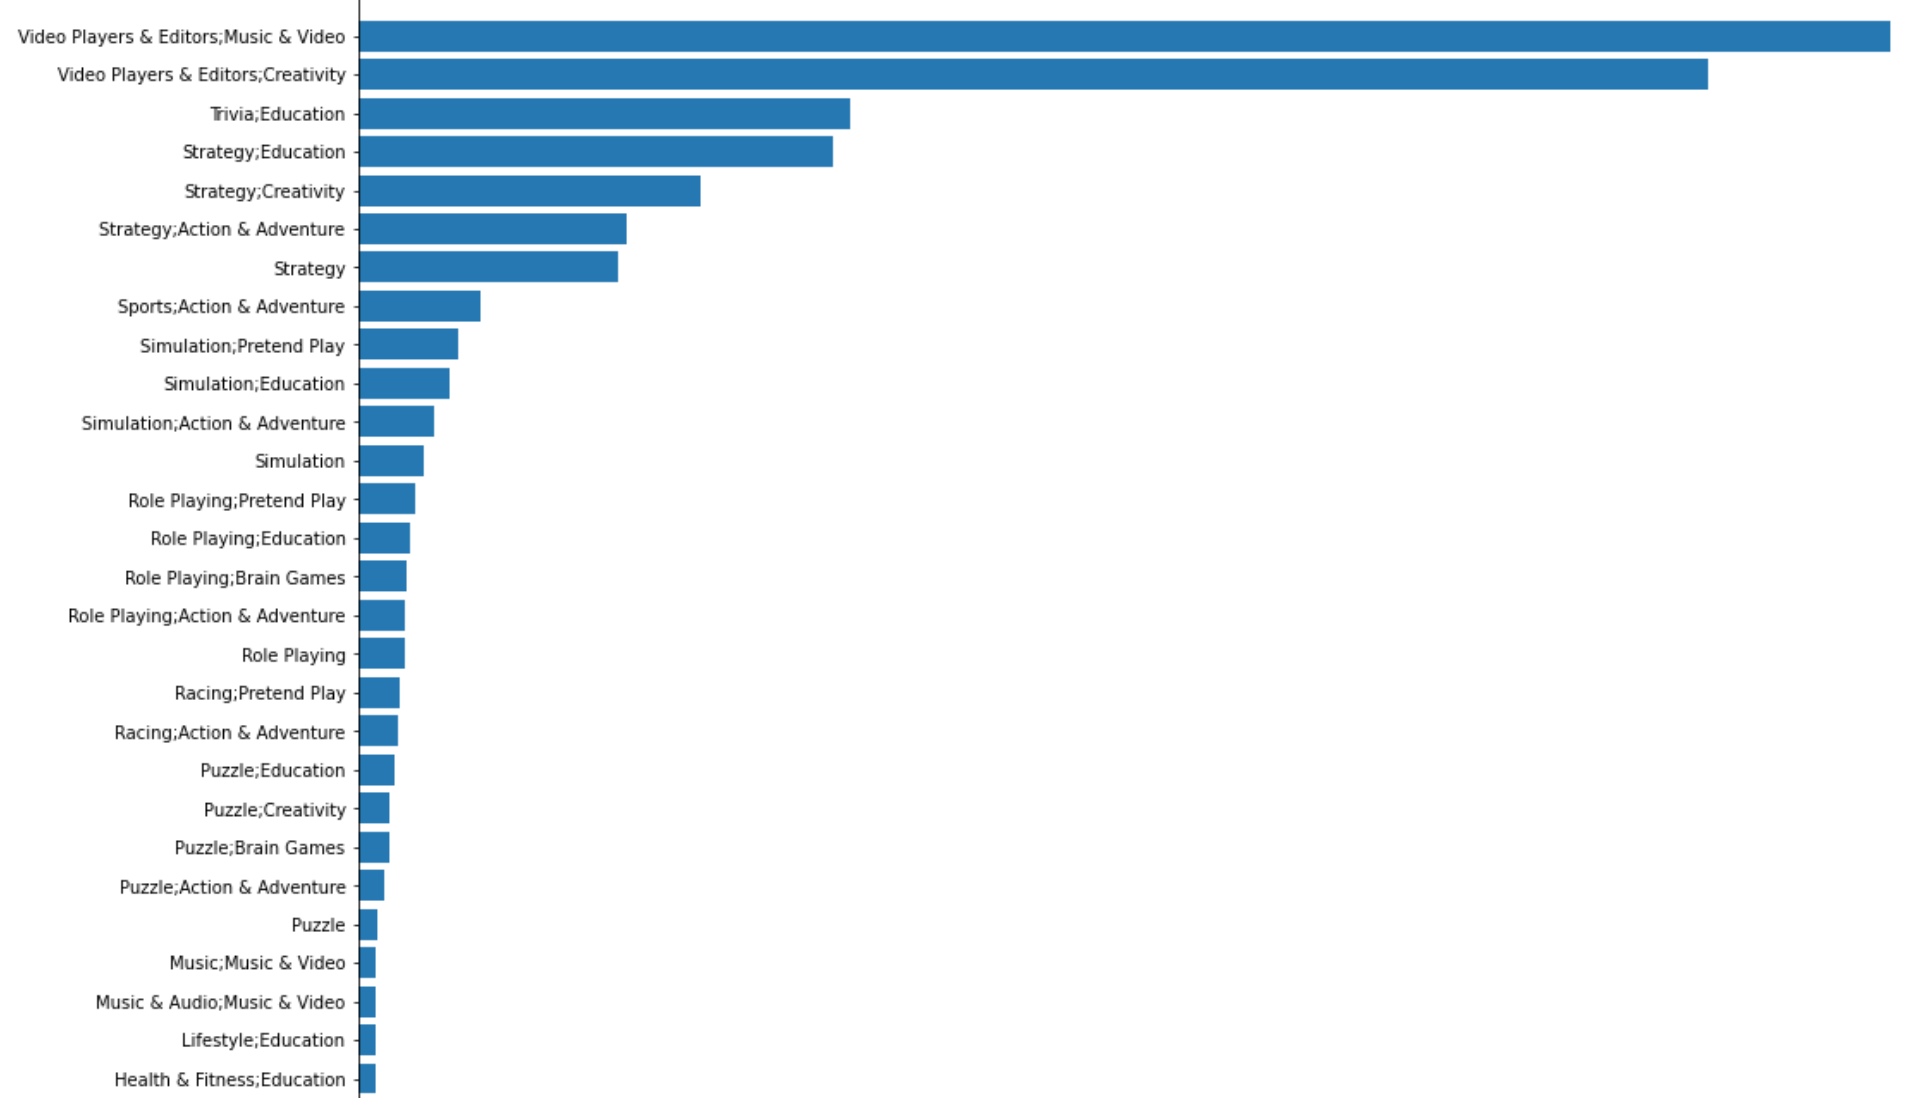 Video Players & Editors;Music & Video
Video Players & Editors;Creativity
Trivia;Education
Strategy;Education
Strategy;Creativity
Strategy;Action & Adventure
Strategy
Sports;Action & Adventure
Simulation;Pretend Play
Simulation;Education
Simulation;Action & Adventure
Simulation
Role Playing;Pretend Play
Role Playing;Education
Role Playing;Brain Games
Role Playing;Action & Adventure
Role Playing
Racing;Pretend Play
Racing;Action & Adventure
Puzzle;Education
Puzzle;Creativity
Puzzle;Brain Games
Puzzle;Action & Adventure
Puzzle
Music;Music & Video
Music & Audio;Music & Video
Lifestyle;Education
Health & Fitness;Education